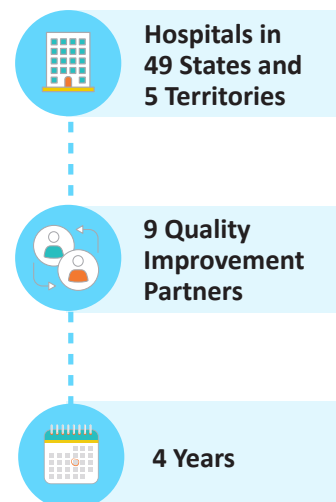 Hospitals in
49 States and
5 Territories
9 Quality
Improvement
Partners
4 Years